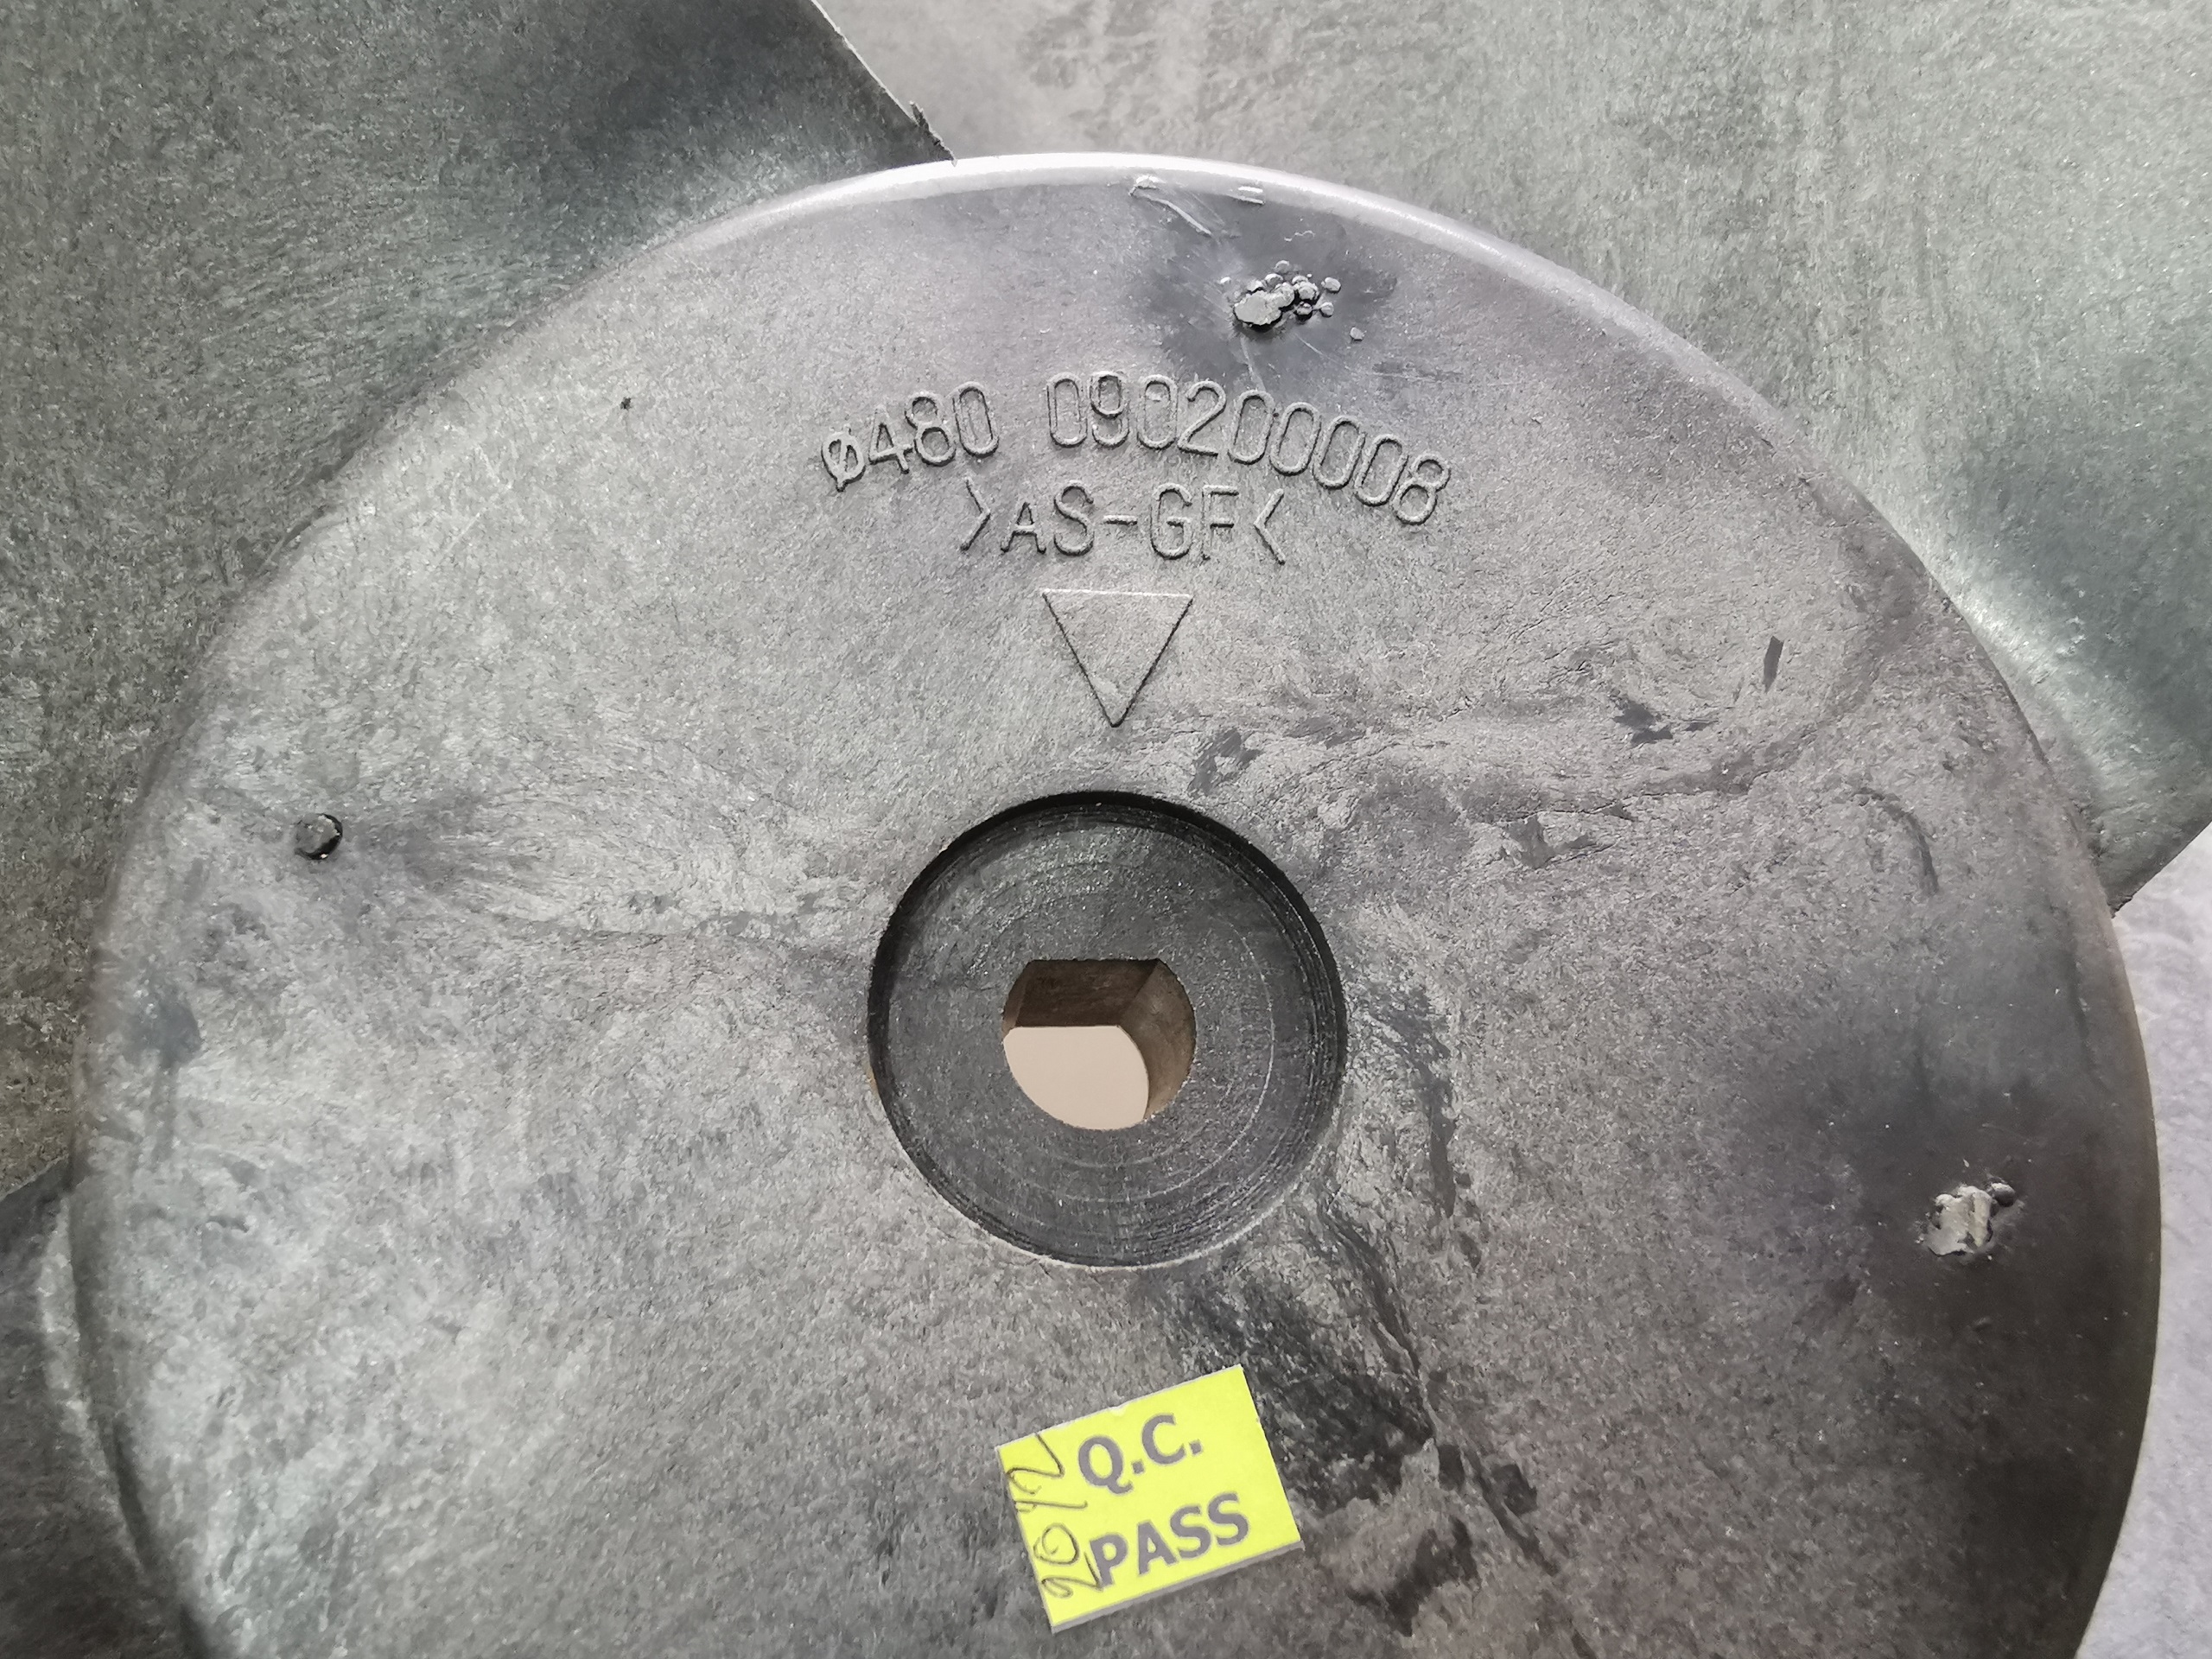 ø480 090200008
>AS-GF<
Q.C.
PASS